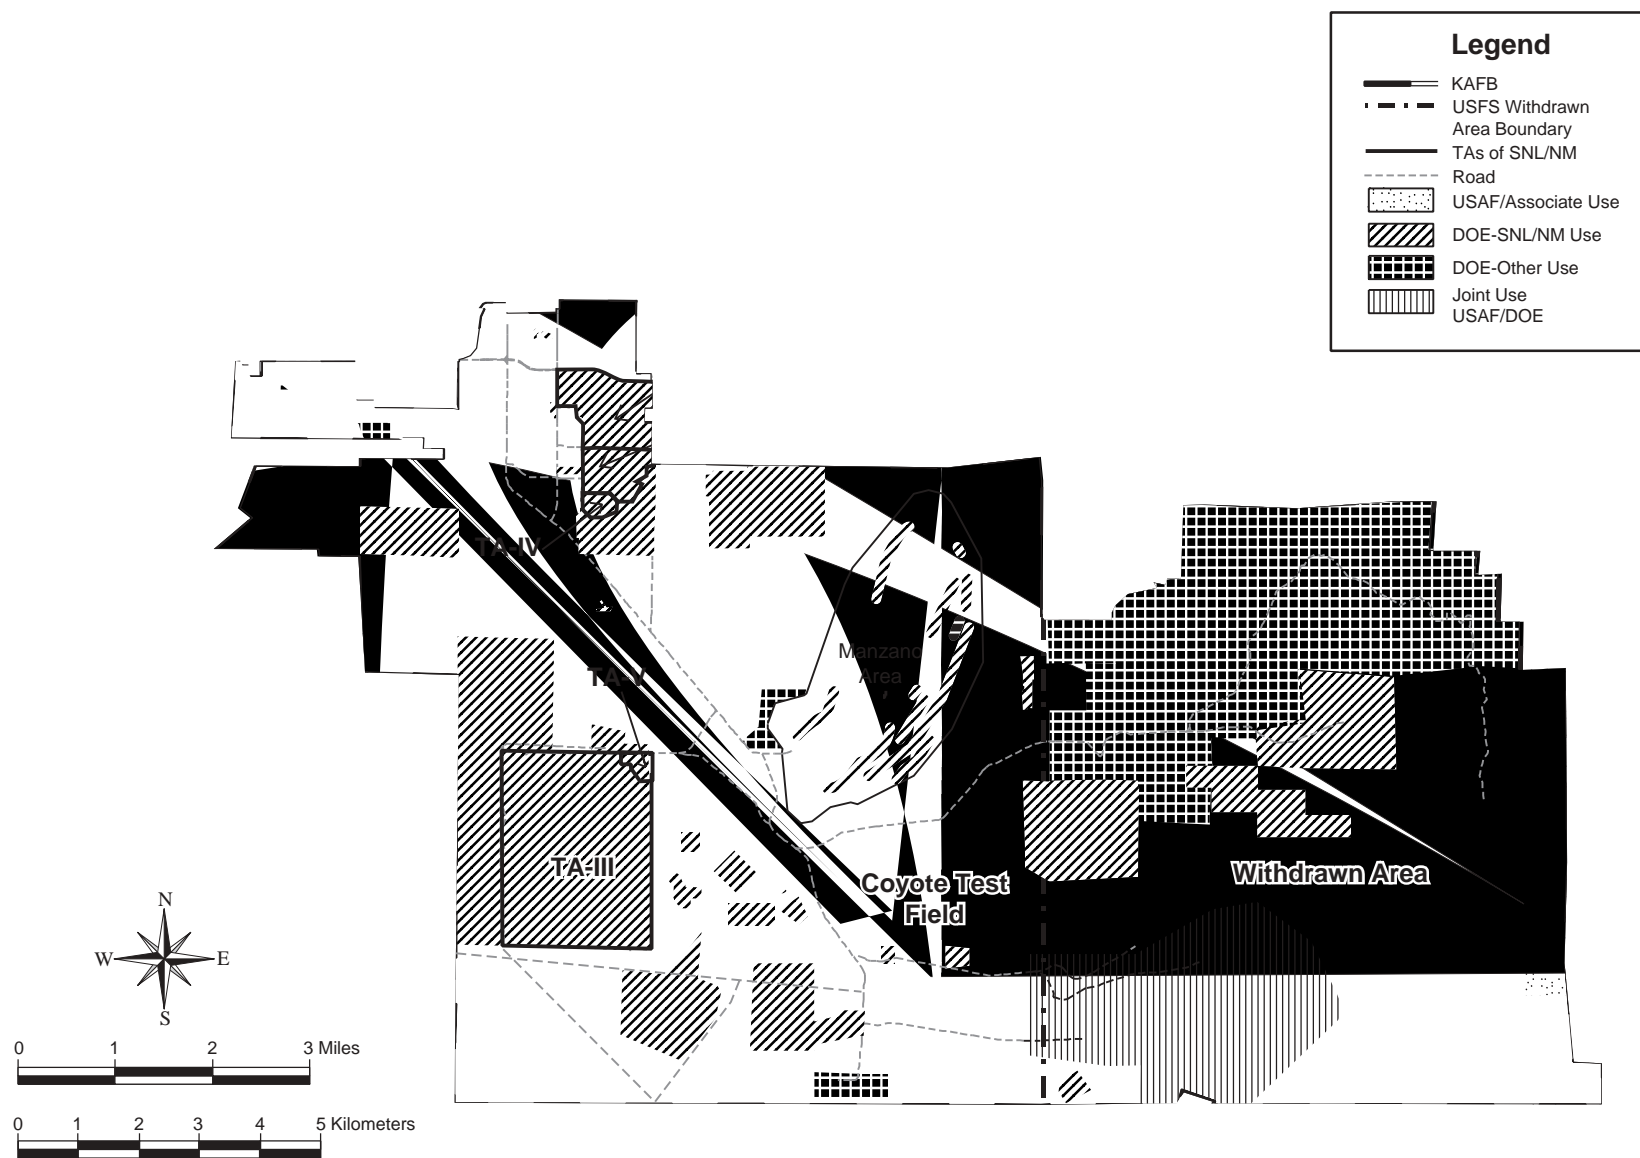 Legend
KAFB
USFS Withdrawn
Area Boundary
TAs of SNL/NM
Road
USAF/Associate Use
DOE-SNL/NM Use
DOE-Other Use
Joint Use
USAF/DOE
TA-IV
Manzano
Area
TA-V
TA-III
Coyote Test
Field
Withdrawn Area
N
W E
S
0 1 2 3 Miles
0 1 2 3 4 5 Kilometers